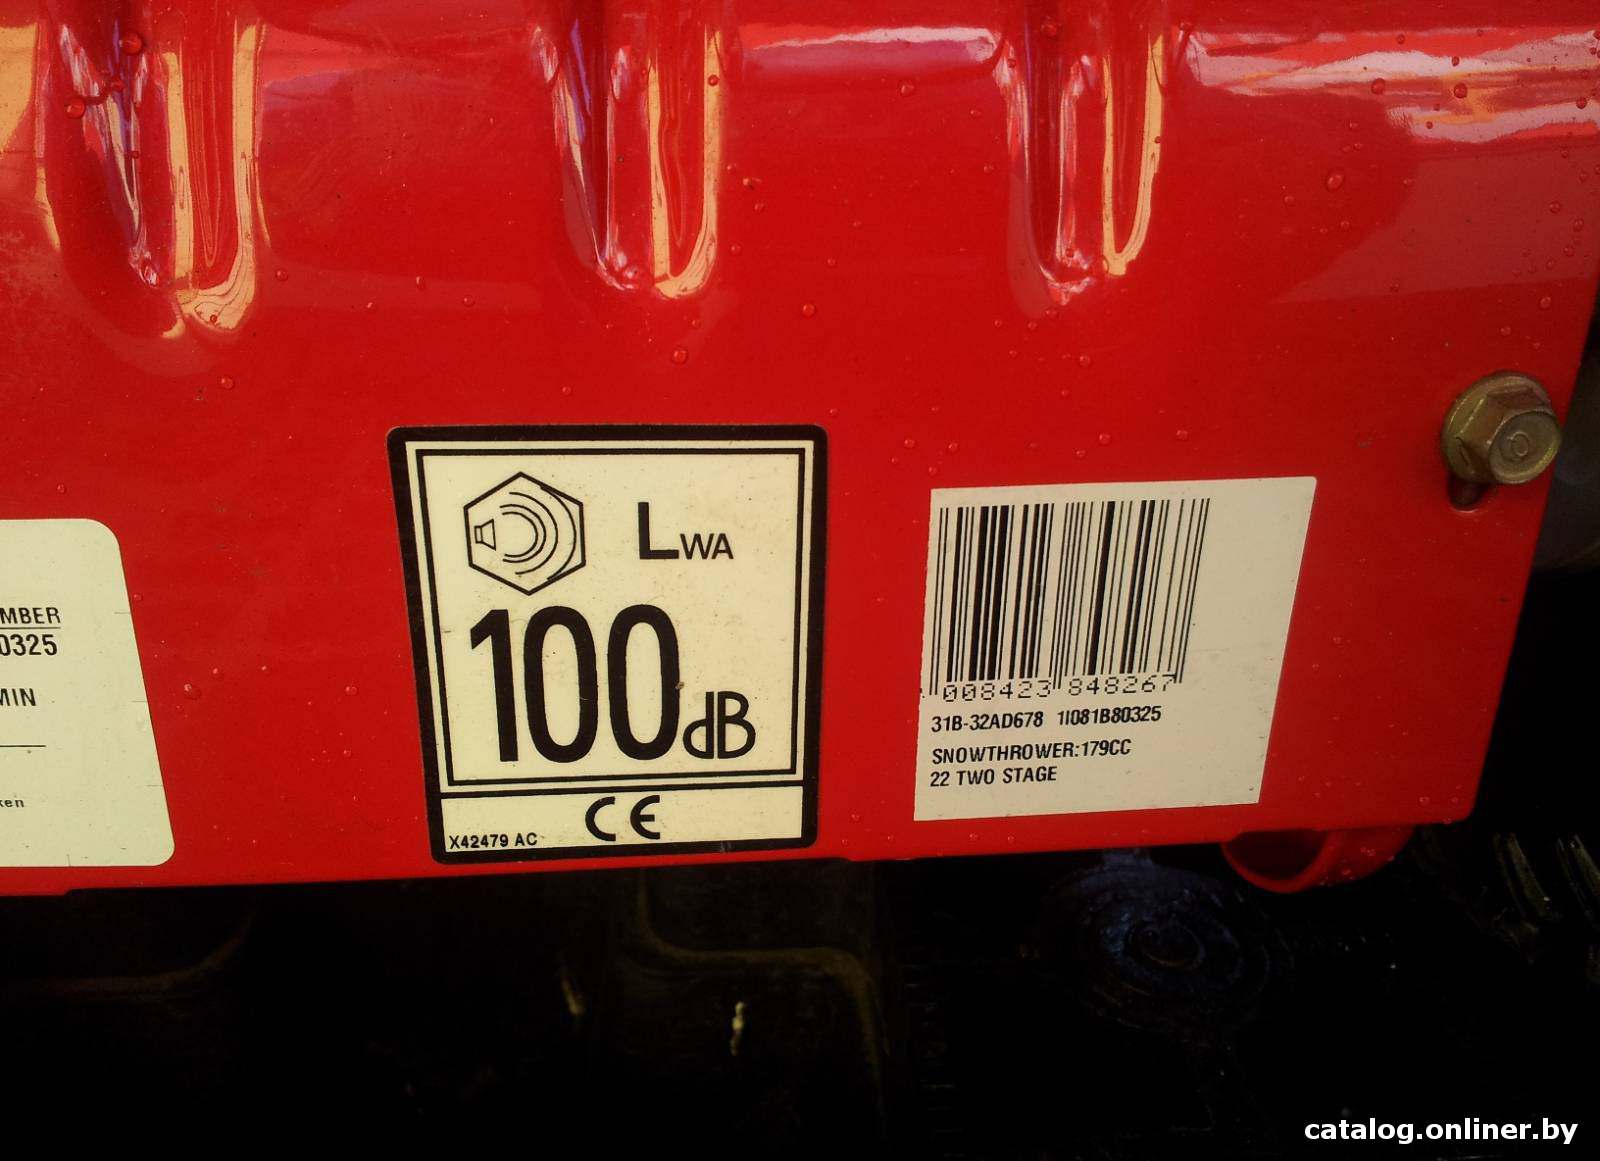 MBER
0325
MIN
ken
LWA
100dB
CE
X42479 AC
008423 848267
31B-32AD678 1I081B80325
SNOWTHROWER:179CC
22 TWO STAGE
catalog.onliner.by